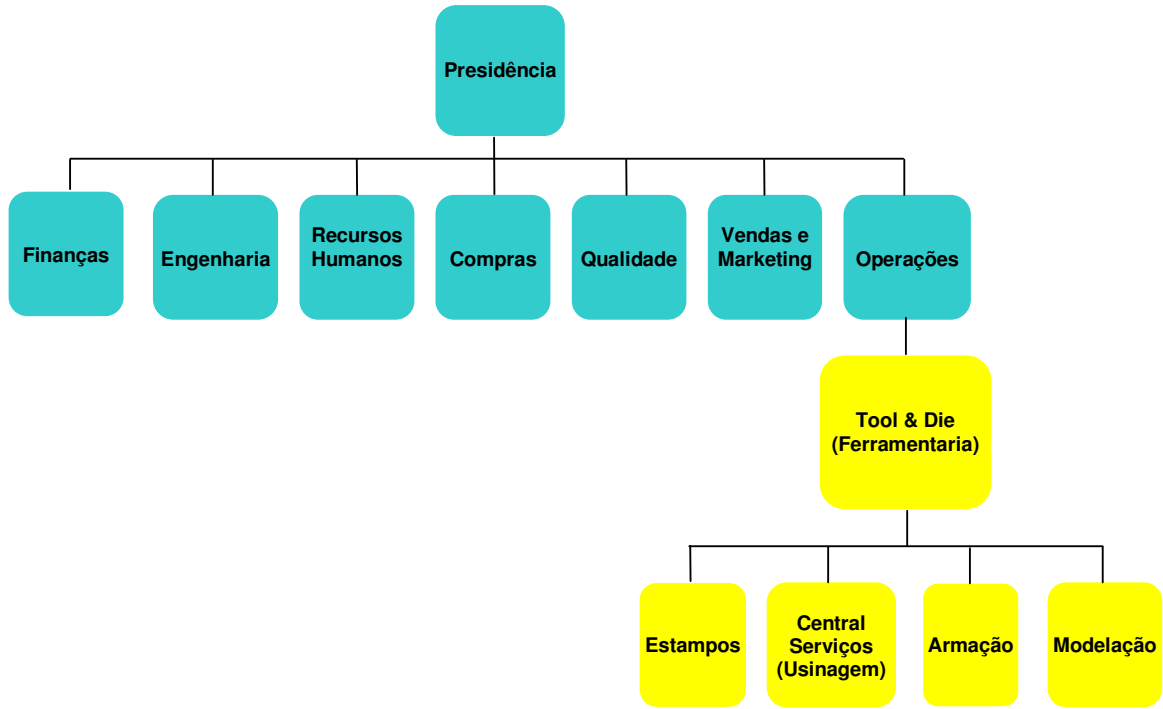 Presidência
Finanças
Engenharia
Recursos
Humanos
Compras
Qualidade
Vendas e
Marketing
Operações
Tool & Die
(Ferramentaria)
Estampos
Central
Serviços
(Usinagem)
Armação
Modelação